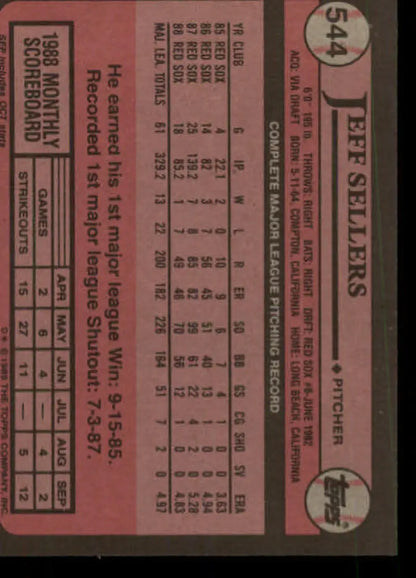 544 JEFF SELLERS ♦ PITCHER topps
6'0" 195 lb. THROWS: RIGHT BATS: RIGHT DRFT: RED SOX #8-JUNE 1982
ACQ: VIA DRAFT BORN: 5-11-64, COMPTON, CALIFORNIA HOME: LONG BEACH, CALIFORNIA
COMPLETE MAJOR LEAGUE PITCHING RECORD
YR CLUB G IP W L R ER SO BB GS CG SHO SV ERA
85 RED SOX 4 22.1 2 0 10 9 6 7 4 1 0 0 3.63
86 RED SOX 14 82 3 7 56 45 51 40 13 1 0 0 4.94
87 RED SOX 25 139.2 7 8 85 82 99 61 22 4 2 0 5.28
88 RED SOX 18 85.2 1 7 49 46 70 56 12 1 0 0 4.83
MAJ. LEA. TOTALS 61 329.2 13 22 200 182 226 164 51 7 2 0 4.97
He earned his 1st major league Win: 9-15-85.
Recorded 1st major league Shutout: 7-3-87.
1988 MONTHLY
SCOREBOARD
APR MAY JUN JUL AUG SEP
GAMES 2 6 4 — 4 2
STRIKEOUTS 15 27 11 — 5 12
SEP includes OCT stats D* © 1989 THE TOPPS COMPANY, INC.